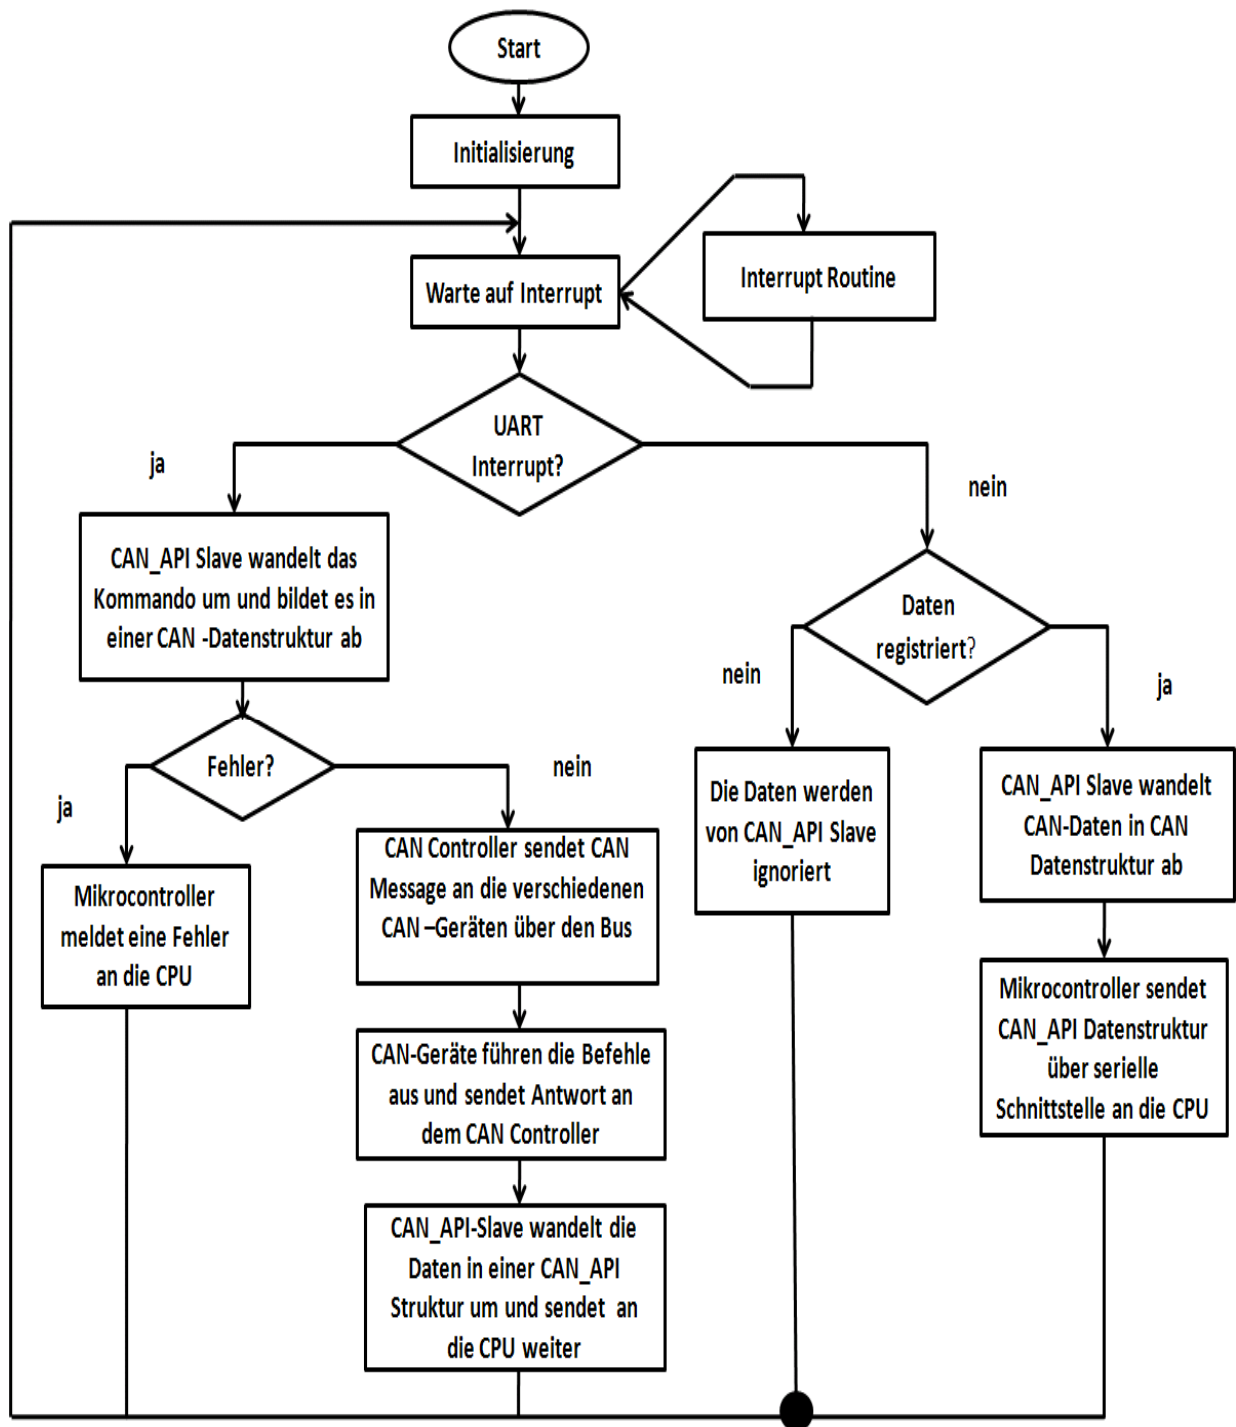 Start
Initialisierung
Warte auf Interrupt
Interrupt Routine
UART
Interrupt?
ja
nein
CAN_API Slave wandelt das
Kommando um und bildet es in
einer CAN -Datenstruktur ab
Daten
registriert?
nein
ja
Fehler?
ja
nein
Mikrocontroller
meldet eine Fehler
an die CPU
CAN Controller sendet CAN
Message an die verschiedenen
CAN –Geräten über den Bus
Die Daten werden
von CAN_API Slave
ignoriert
CAN_API Slave wandelt
CAN-Daten in CAN
Datenstruktur ab
Mikrocontroller sendet
CAN_API Datenstruktur
über serielle
Schnittstelle an die CPU
CAN-Geräte führen die Befehle
aus und sendet Antwort an
dem CAN Controller
CAN_API-Slave wandelt die
Daten in einer CAN_API
Struktur um und sendet an
die CPU weiter